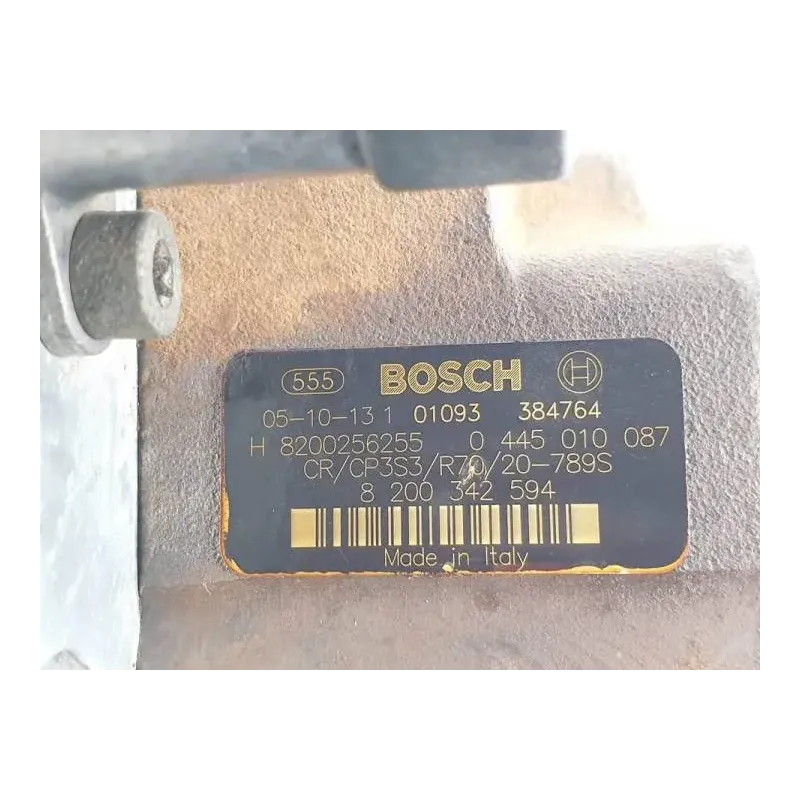 555 BOSCH H
05-10-13 1 01093 384764
H 8200256255 0 445 010 087
CR/CP3S3/R70/20-789S
8 200 342 594
Made in Italy